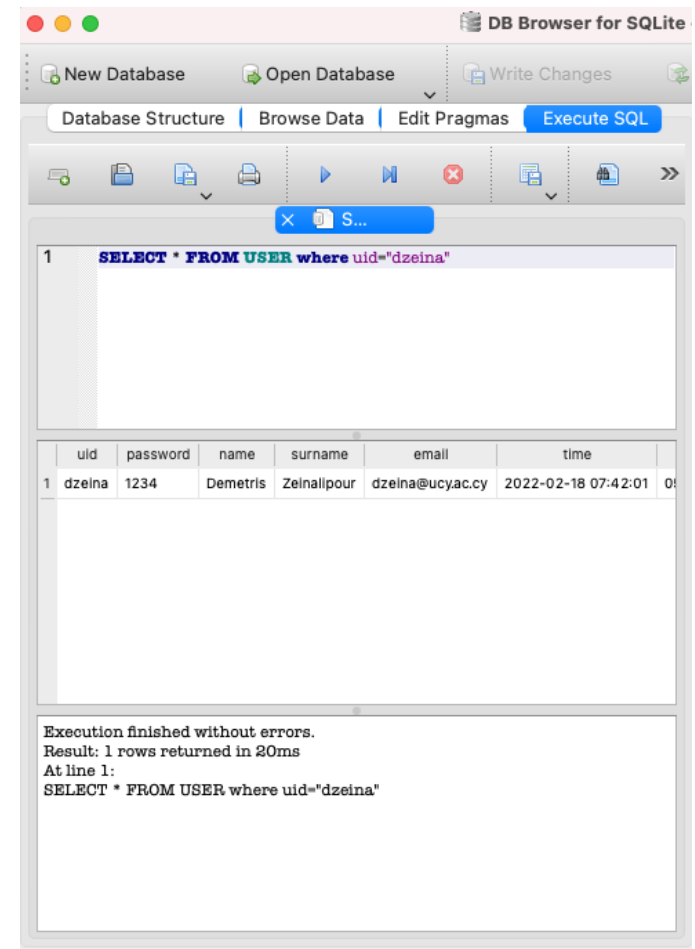 DB Browser for SQLite
New Database Open Database Write Changes
Database Structure Browse Data Edit Pragmas Execute SQL
S...
1 SELECT * FROM USER where uid="dzeina"
uid password name surname email time
1 dzeina 1234 Demetris Zeinalipour dzeina@ucy.ac.cy 2022-02-18 07:42:01
Execution finished without errors.
Result: 1 rows returned in 20ms
At line 1:
SELECT * FROM USER where uid="dzeina"